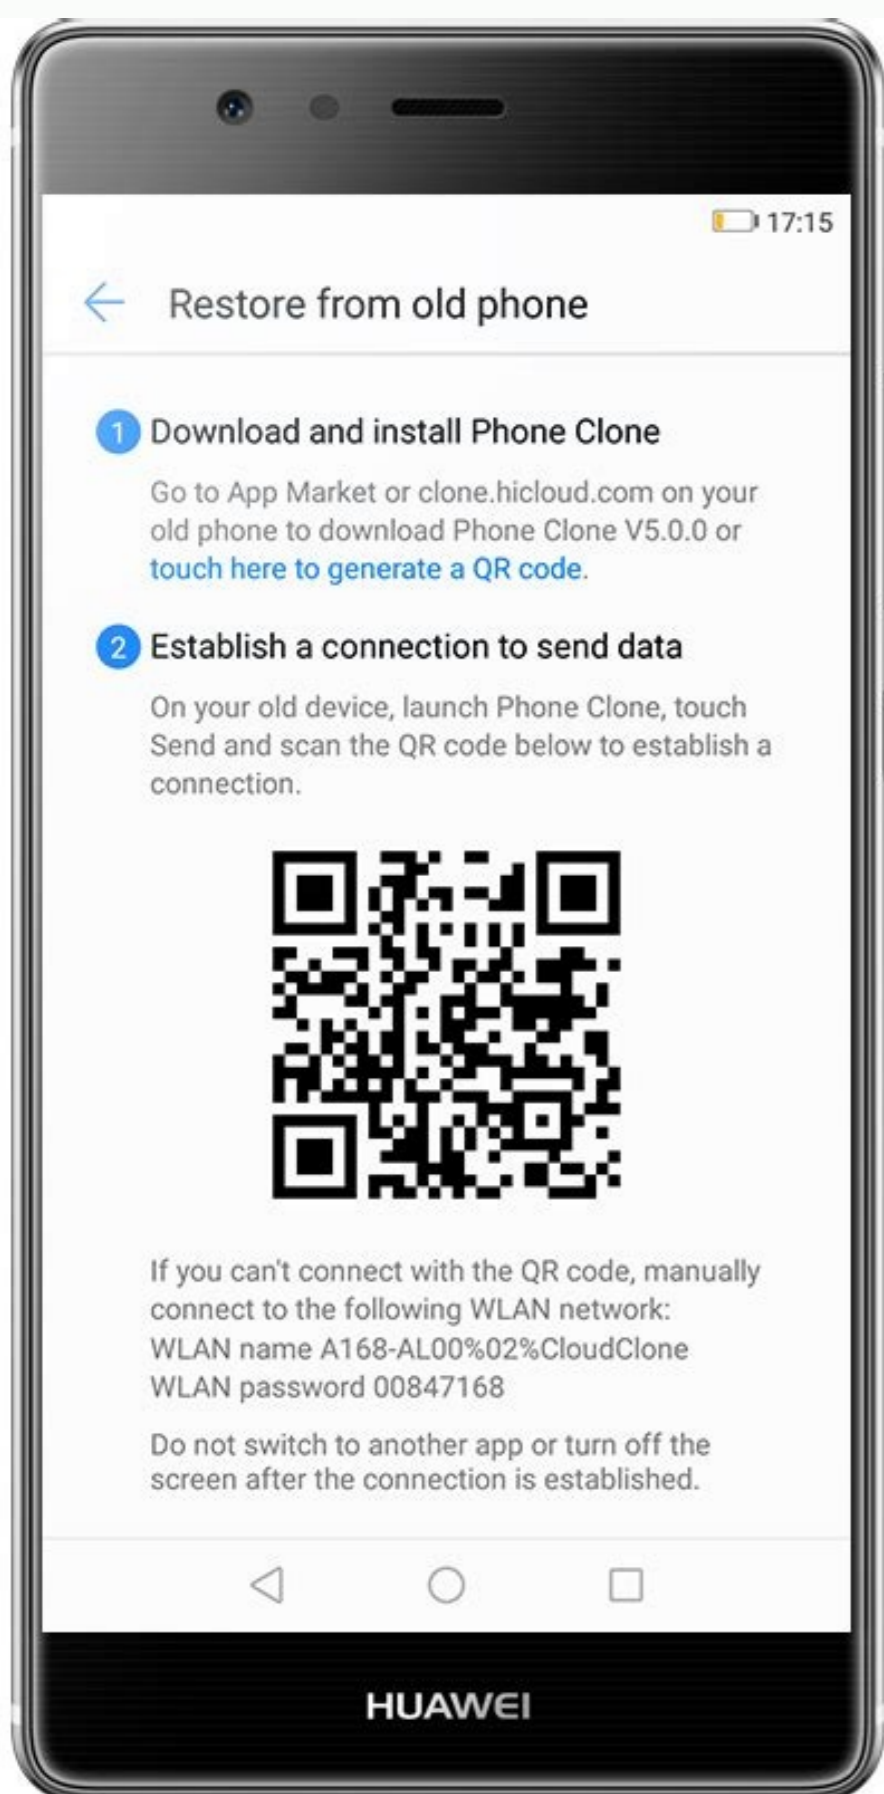 17:15
Restore from old phone
1 Download and install Phone Clone
Go to App Market or clone.hicloud.com on your
old phone to download Phone Clone V5.0.0 or
touch here to generate a QR code.
2 Establish a connection to send data
On your old device, launch Phone Clone, touch
Send and scan the QR code below to establish a
connection.
If you can't connect with the QR code, manually
connect to the following WLAN network:
WLAN name A168-AL00%02%CloudClone
WLAN password 00847168
Do not switch to another app or turn off the
screen after the connection is established.
HUAWEI